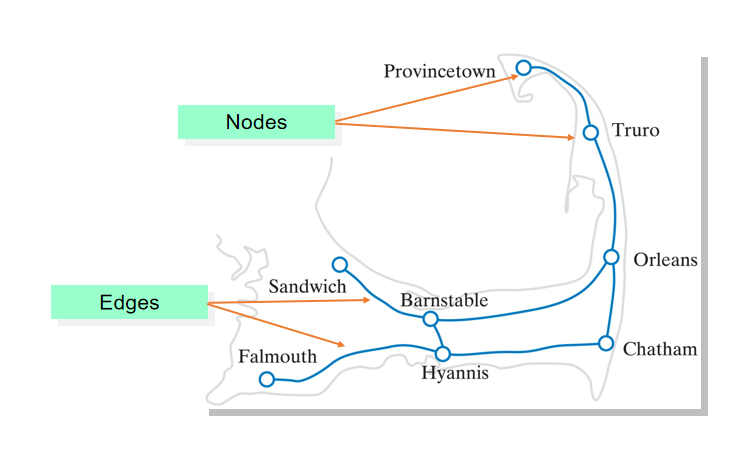 Provincetown
Nodes
Truro
Orleans
Sandwich
Edges
Barnstable
Falmouth
Chatham
Hyannis